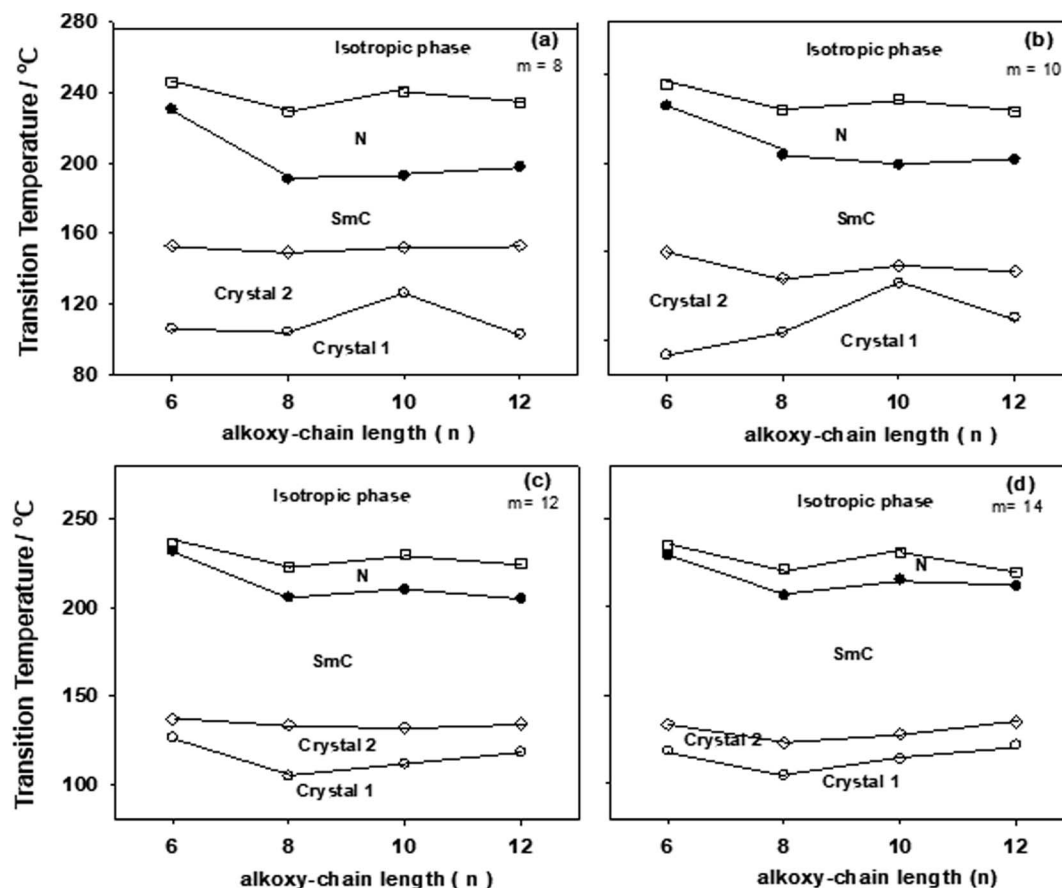 280
240
200
160
120
80
Transition Temperature / °C
Isotropic phase
(a)
m = 8
N
SmC
Crystal 2
Crystal 1
6 8 10 12
alkoxy-chain length ( n )
Isotropic phase
(b)
m = 10
N
SmC
Crystal 2
Crystal 1
6 8 10 12
alkoxy-chain length ( n )
250
200
150
100
Transition Temperature / °C
Isotropic phase
(c)
m= 12
N
SmC
Crystal 2
Crystal 1
6 8 10 12
alkoxy-chain length ( n )
Isotropic phase
(d)
m= 14
N
SmC
Crystal 2
Crystal 1
6 8 10 12
alkoxy-chain length (n)